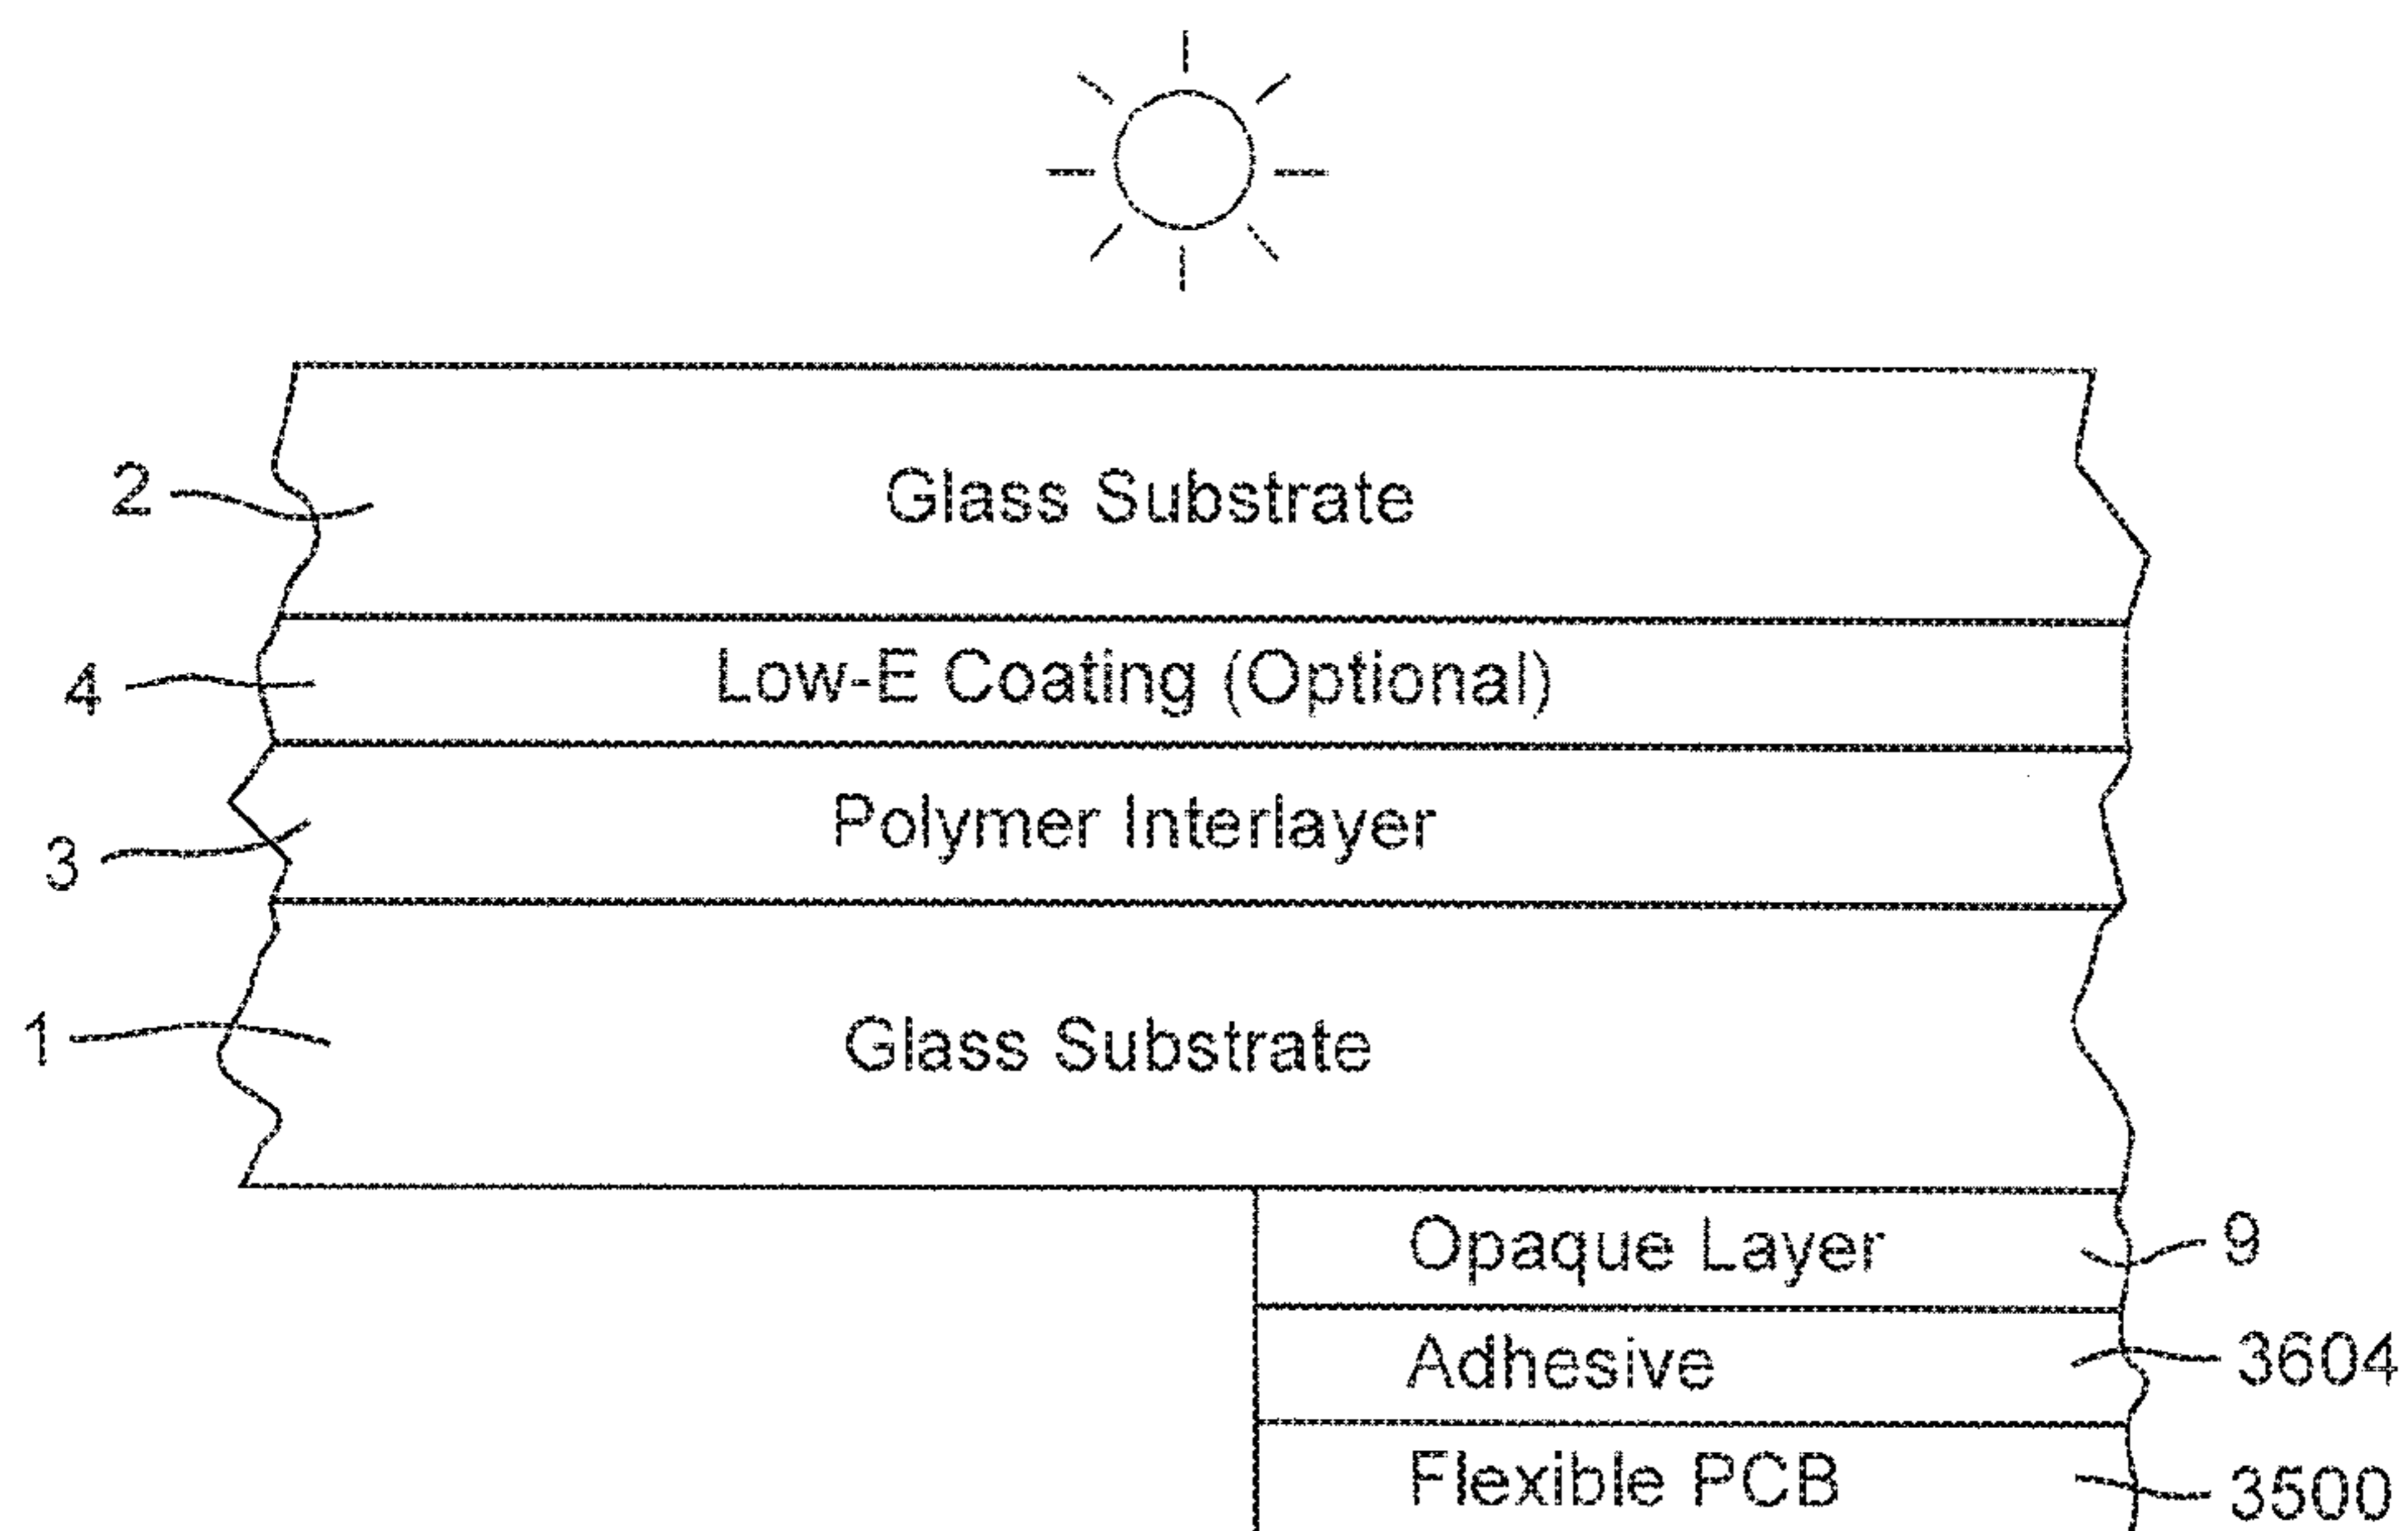 2 Glass Substrate
4 Low-E Coating (Optional)
Polymer Interlayer
3
1 Glass Substrate
Opaque Layer 9
Adhesive 3604
Flexible PCB 3500